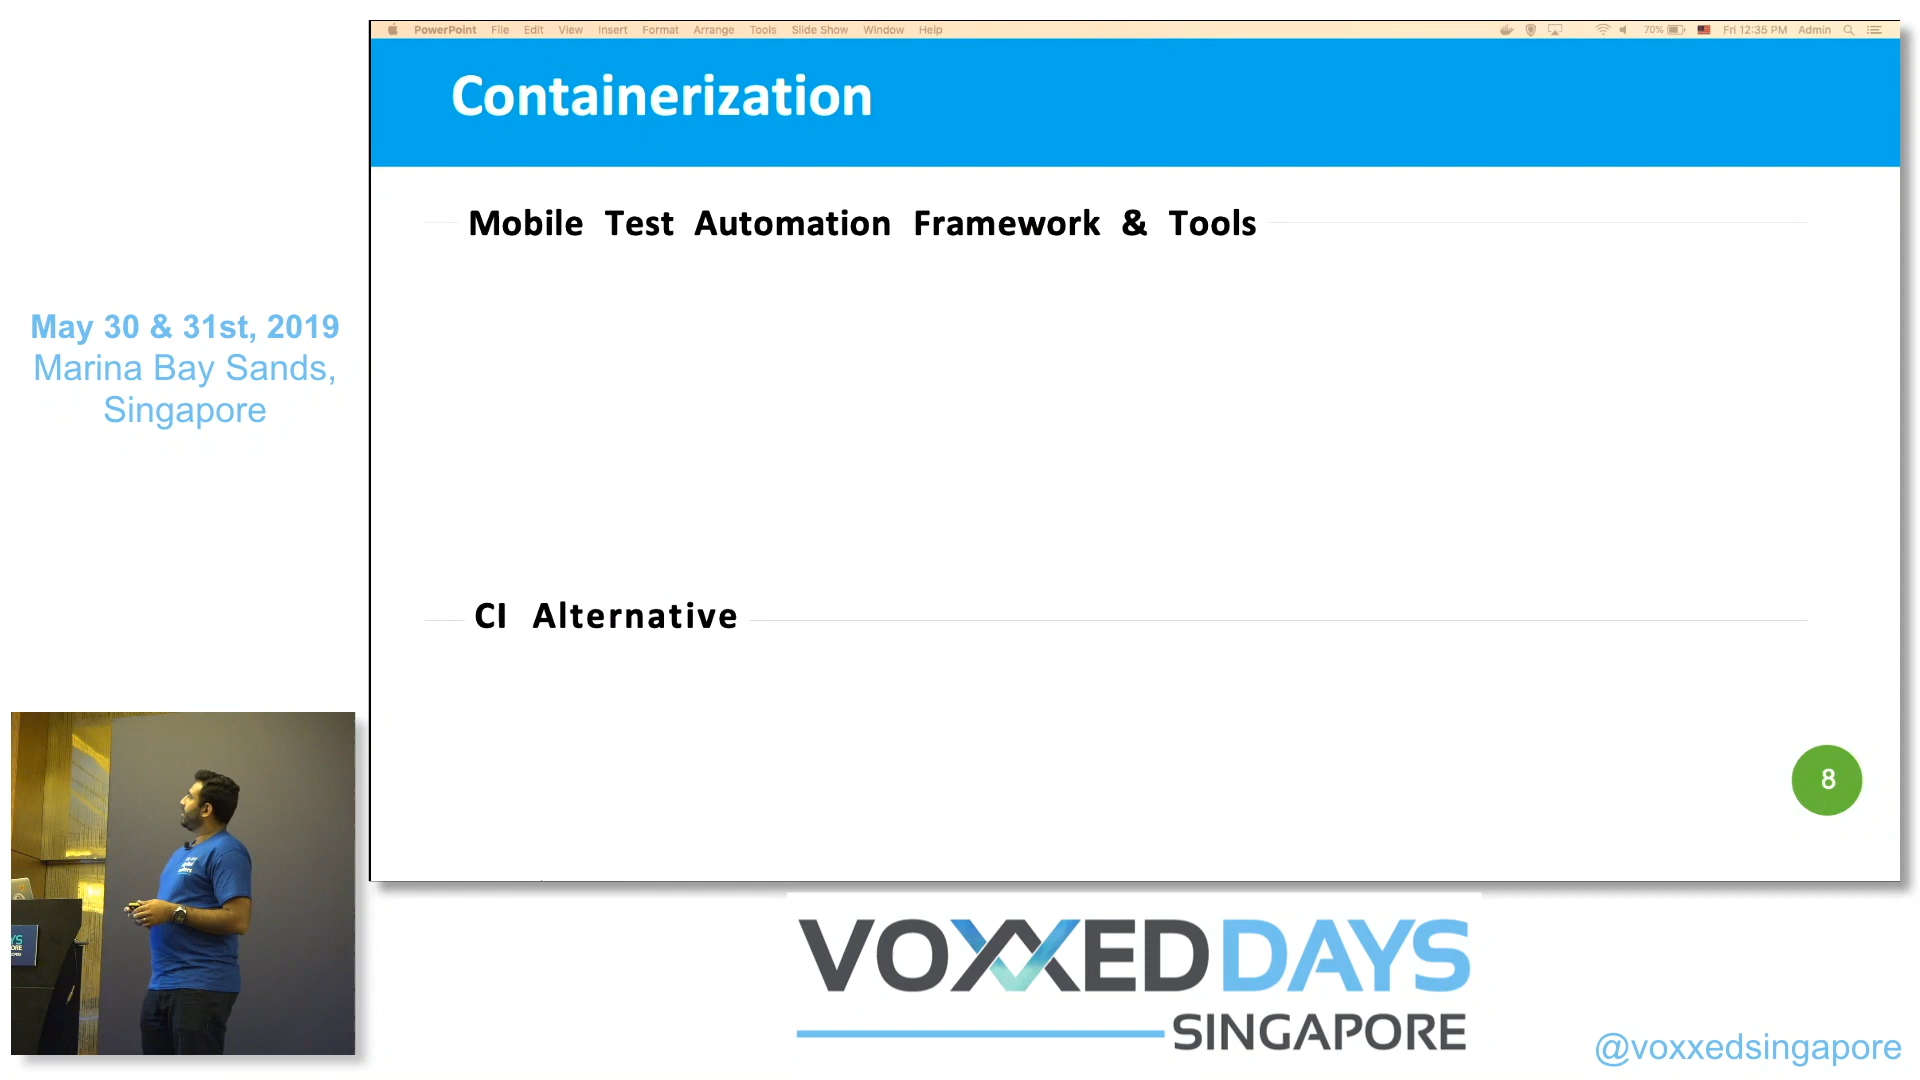 PowerPoint File Edit View Insert Format Arrange Tools Slide Show Window Help 70% Fri 12:35 PM Admin
Containerization
Mobile Test Automation Framework & Tools
CI Alternative
8
May 30 & 31st, 2019
Marina Bay Sands,
Singapore
VOXXED DAYS
SINGAPORE
@voxxedsingapore